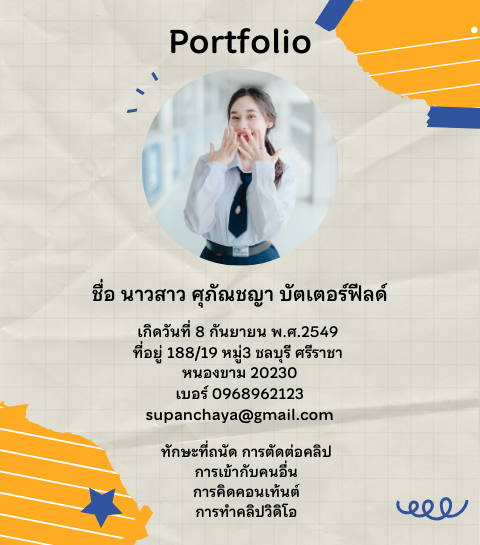 Portfolio
ชื่อ นาวสาว ศุภัณชญา บัตเตอร์ฟิลด์
เกิดวันที่ 8 กันยายน พ.ศ.2549
ที่อยู่ 188/19 หมู่3 ชลบุรี ศรีราชา
หนองขาม 20230
เบอร์ 0968962123
supanchaya@gmail.com
ทักษะที่ถนัด การตัดต่อคลิป
การเข้ากับคนอื่น
การคิดคอนเท้นต์
การทำคลิปวิดิโอ